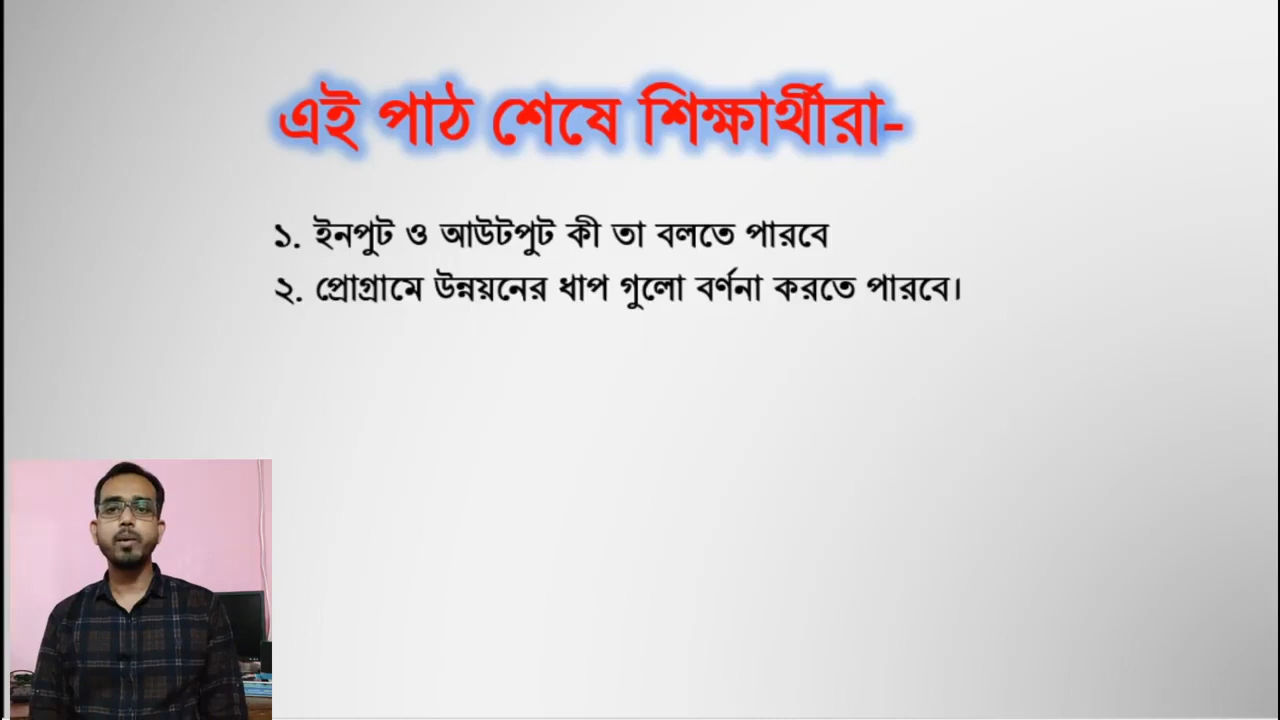 এই পাঠ শেষে শিক্ষার্থীরা-
১. ইনপুট ও আউটপুট কী তা বলতে পারবে
২. প্রোগ্রামে উন্নয়নের ধাপ গুলো বর্ণনা করতে পারবে।